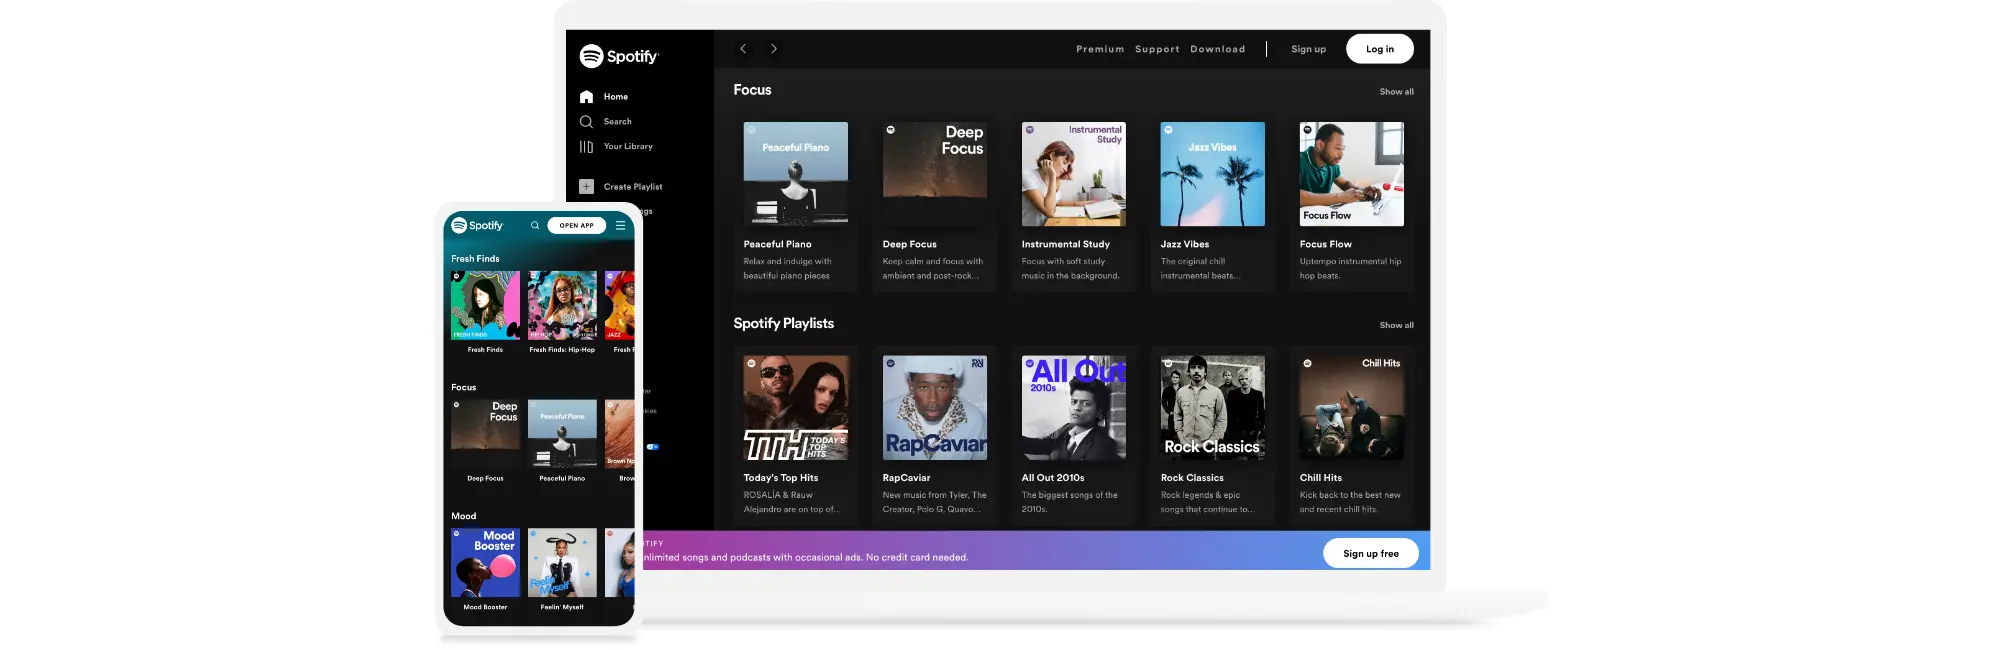 Spotify
Home
Search
Your Library
Create Playlist
Premium Support Download
Sign up
Log in
Focus
Show all
Peaceful Piano
Deep
Focus
Instrumental
Study
Jazz Vibes
Focus Flow
Peaceful Piano
Relax and indulge with
beautiful piano pieces
Deep Focus
Keep calm and focus with
ambient and post-rock...
Instrumental Study
Focus with soft study
music in the background.
Jazz Vibes
The original chill
instrumental beats...
Focus Flow
Uptempo instrumental hip
hop beats.
Spotify Playlists
Show all
TTH TODAY'S
TOP
HITS
RapCaviar
All Out
2010s
Rock Classics
Chill Hits
Today's Top Hits
ROSALÍA & Rauw
Alejandro are on top of...
RapCaviar
New music from Tyler, The
Creator, Polo G, Quavo...
All Out 2010s
The biggest songs of the
2010s.
Rock Classics
Rock legends & epic
songs that continue to...
Chill Hits
Kick back to the best new
and recent chill hits.
nlimited songs and podcasts with occasional ads. No credit card needed.
Sign up free
Spotify
OPEN APP
Fresh Finds
FRESH FINDS
HIP-HOP
JAZZ
Fresh Finds
Fresh Finds: Hip-Hop
Fresh F
Focus
Deep
Focus
Peaceful Piano
Brown No
Deep Focus
Peaceful Piano
Brow
Mood
Mood
Booster
Feelin'
Myself
Mood Booster
Feelin' Myself